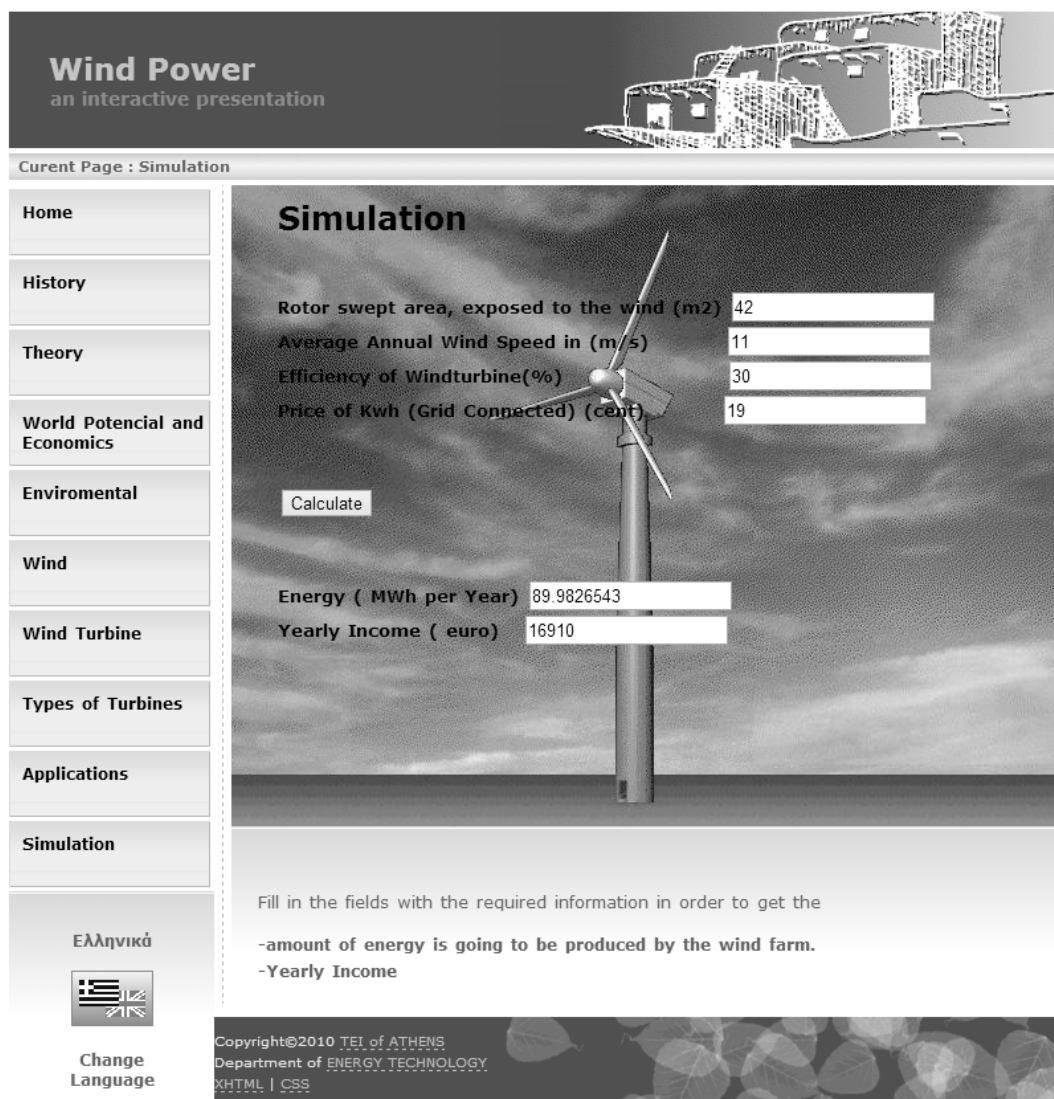 Wind Power
an interactive presentation
Curent Page : Simulation
Home
History
Theory
World Potencial and
Economics
Enviromental
Wind
Wind Turbine
Types of Turbines
Applications
Simulation
Ελληνικά
Change
Language
Simulation
Rotor swept area, exposed to the wind (m2) 42
Average Annual Wind Speed in (m/s) 11
Efficiency of Windturbine(%) 30
Price of Kwh (Grid Connected) (cent) 19
Calculate
Energy ( MWh per Year) 89.9826543
Yearly Income ( euro) 16910
Fill in the fields with the required information in order to get the
-amount of energy is going to be produced by the wind farm.
-Yearly Income
Copyright©2010 TEI of ATHENS
Department of ENERGY TECHNOLOGY
XHTML | CSS